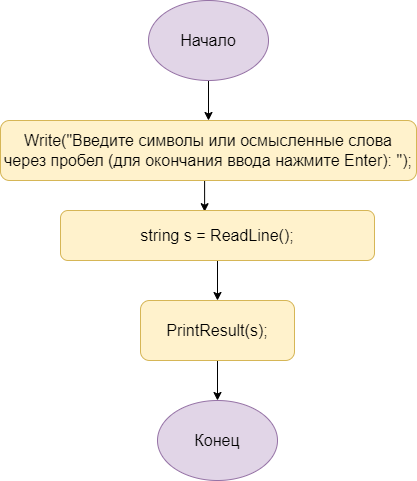 Начало
Write("Введите символы или осмысленные слова
через пробел (для окончания ввода нажмите Enter): ");
string s = ReadLine();
PrintResult(s);
Конец